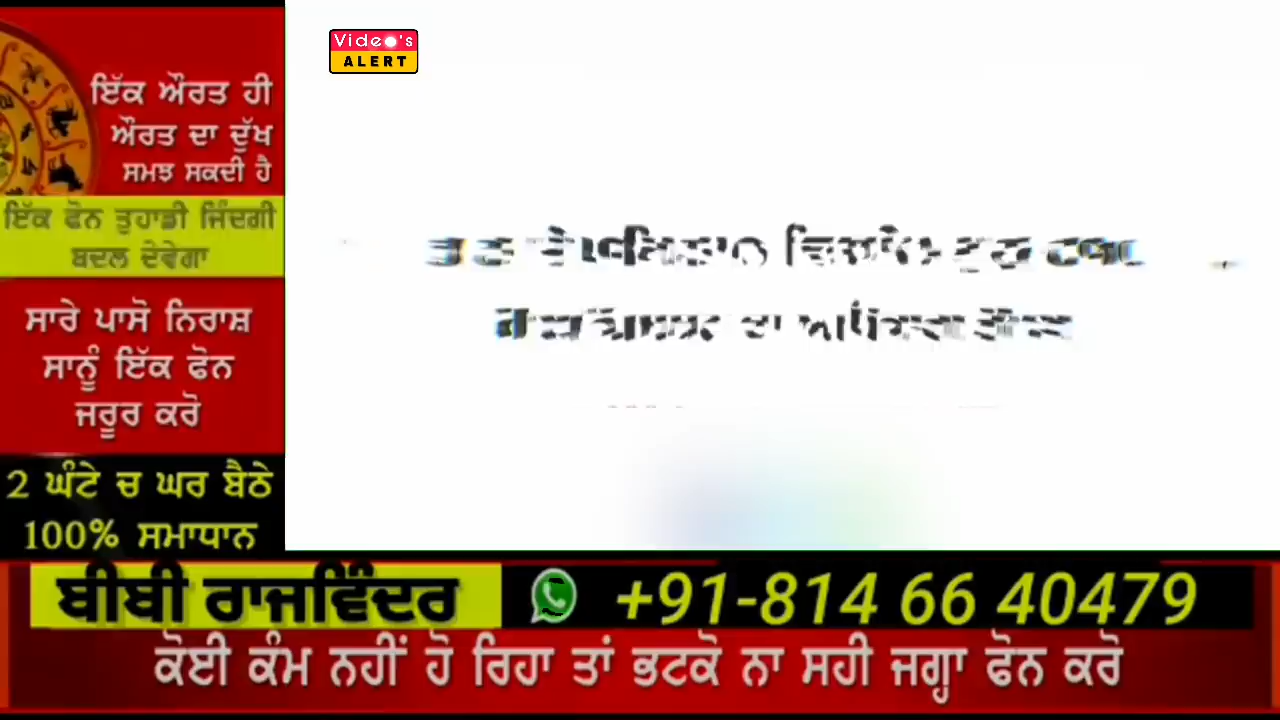 Video's
ALERT
ਇੱਕ ਔਰਤ ਹੀ
ਔਰਤ ਦਾ ਦੁੱਖ
ਸਮਝ ਸਕਦੀ ਹੈ
ਇੱਕ ਫੋਨ ਤੁਹਾਡੀ ਜਿੰਦਗੀ
ਬਦਲ ਦੇਵੇਗਾ
ਸਾਰੇ ਪਾਸੋ ਨਿਰਾਸ਼
ਸਾਨੂੰ ਇੱਕ ਫੋਨ
ਜਰੂਰ ਕਰੋ
2 ਘੰਟੇ ਚ ਘਰ ਬੈਠੇ
100% ਸਮਾਧਾਨ
ਬੀਬੀ ਰਾਜਵਿੰਦਰ
+91-814 66 40479
ਕੋਈ ਕੰਮ ਨਹੀਂ ਹੋ ਰਿਹਾ ਤਾਂ ਭਟਕੋ ਨਾ ਸਹੀ ਜਗ੍ਹਾ ਫੋਨ ਕਰੋ